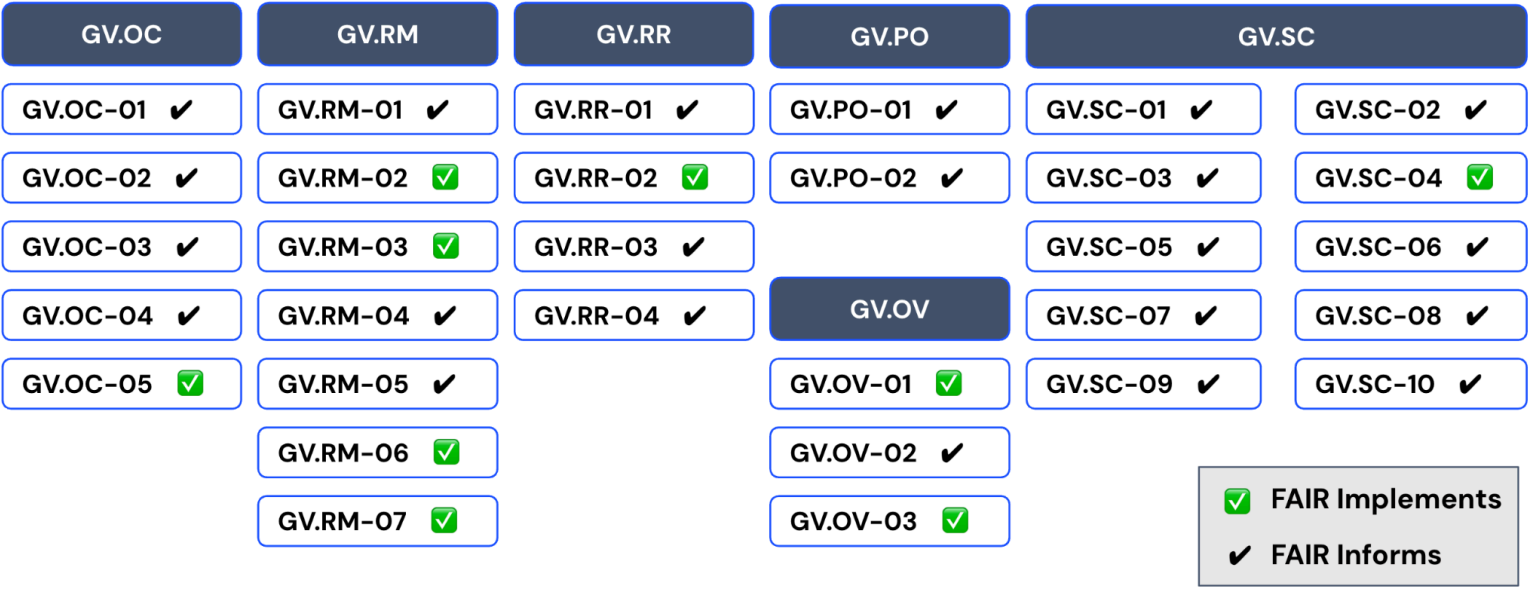 GV.OC
GV.RM
GV.RR
GV.PO
GV.SC
GV.OC-01 ✔
GV.RM-01 ✔
GV.RR-01 ✔
GV.PO-01 ✔
GV.SC-01 ✔
GV.SC-02 ✔
GV.OC-02 ✔
GV.RM-02 ✅
GV.RR-02 ✅
GV.PO-02 ✔
GV.SC-03 ✔
GV.SC-04 ✅
GV.OC-03 ✔
GV.RM-03 ✅
GV.RR-03 ✔
GV.SC-05 ✔
GV.SC-06 ✔
GV.OV
GV.OC-04 ✔
GV.RM-04 ✔
GV.RR-04 ✔
GV.SC-07 ✔
GV.SC-08 ✔
GV.OC-05 ✅
GV.RM-05 ✔
GV.OV-01 ✅
GV.SC-09 ✔
GV.SC-10 ✔
GV.RM-06 ✅
GV.OV-02 ✔
GV.RM-07 ✅
GV.OV-03 ✅
✅ FAIR Implements
✔ FAIR Informs